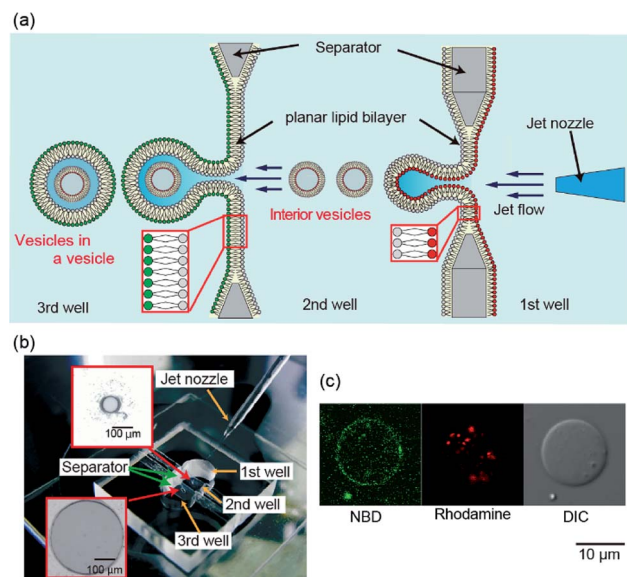 (a)
Separator
planar lipid bilayer
Jet nozzle
Interior vesicles
Jet flow
Vesicles in
a vesicle
3rd well
2nd well
1st well
(b)
Jet nozzle
100 μm
Separator
1st well
2nd well
3rd well
100 μm
(c)
NBD
Rhodamine
DIC
10 μm